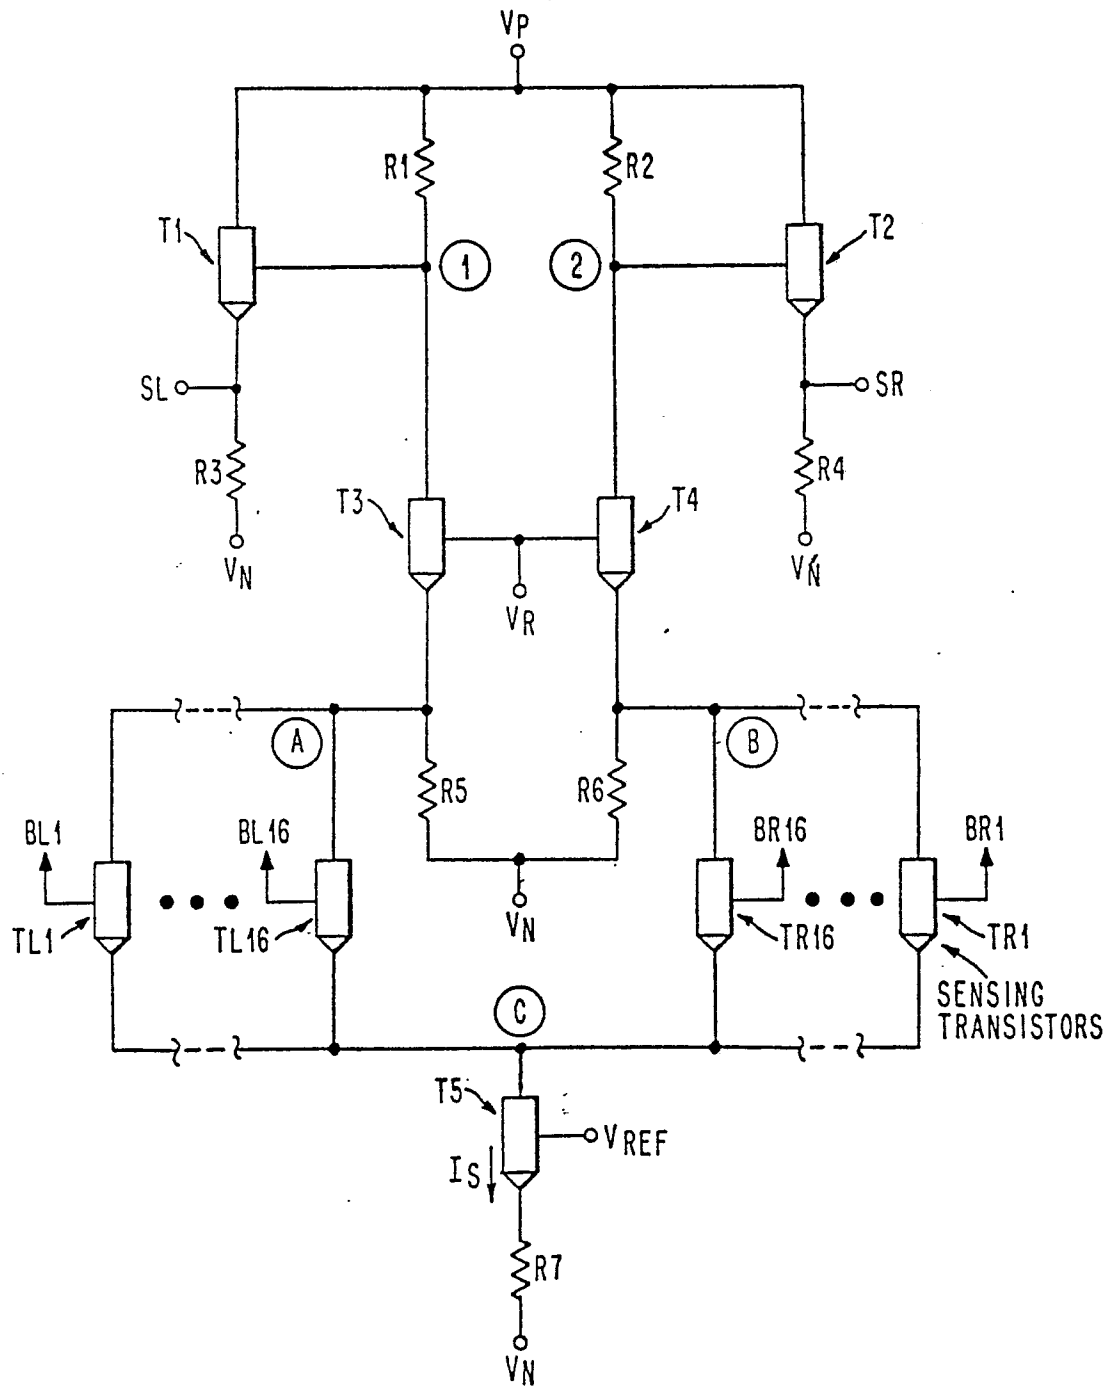 VP
R1
R2
T1
T2
1
2
SL
SR
R3
R4
T3
T4
VN
VN
VR
A
B
R5
R6
BL1
BL16
BR16
BR1
VN
TL1
TL16
TR16
TR1
SENSING
TRANSISTORS
C
T5
VREF
IS
R7
VN